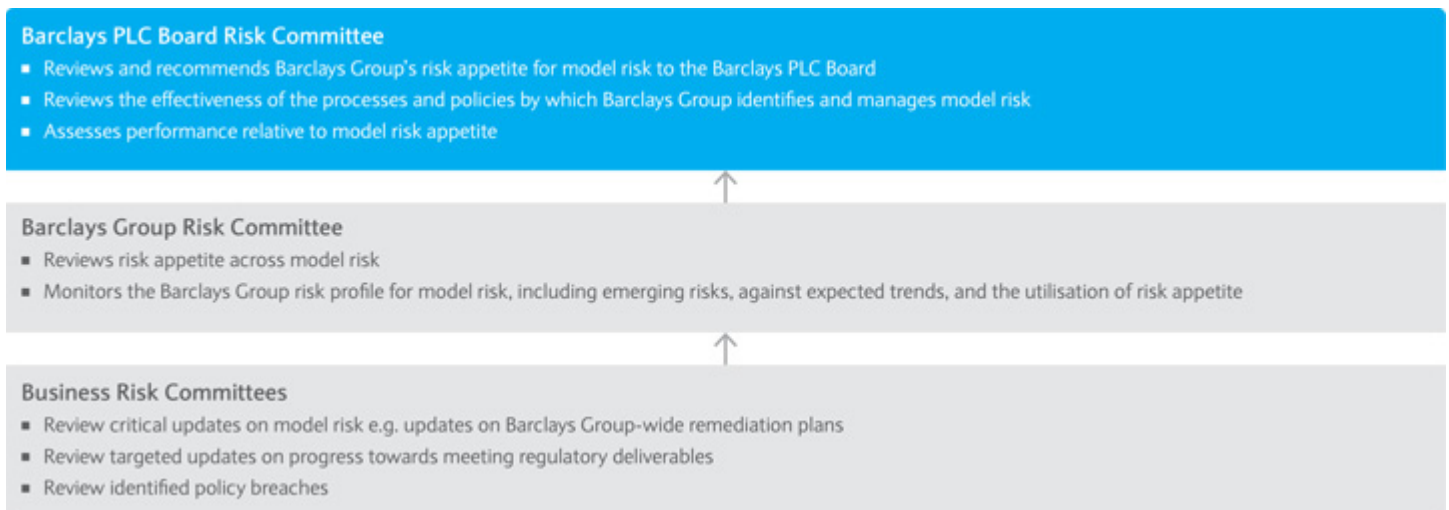 Barclays PLC Board Risk Committee
▪ Reviews and recommends Barclays Group's risk appetite for model risk to the Barclays PLC Board
▪ Reviews the effectiveness of the processes and policies by which Barclays Group identifies and manages model risk
▪ Assesses performance relative to model risk appetite
Barclays Group Risk Committee
▪ Reviews risk appetite across model risk
▪ Monitors the Barclays Group risk profile for model risk, including emerging risks, against expected trends, and the utilisation of risk appetite
Business Risk Committees
▪ Review critical updates on model risk e.g. updates on Barclays Group-wide remediation plans
▪ Review targeted updates on progress towards meeting regulatory deliverables
▪ Review identified policy breaches